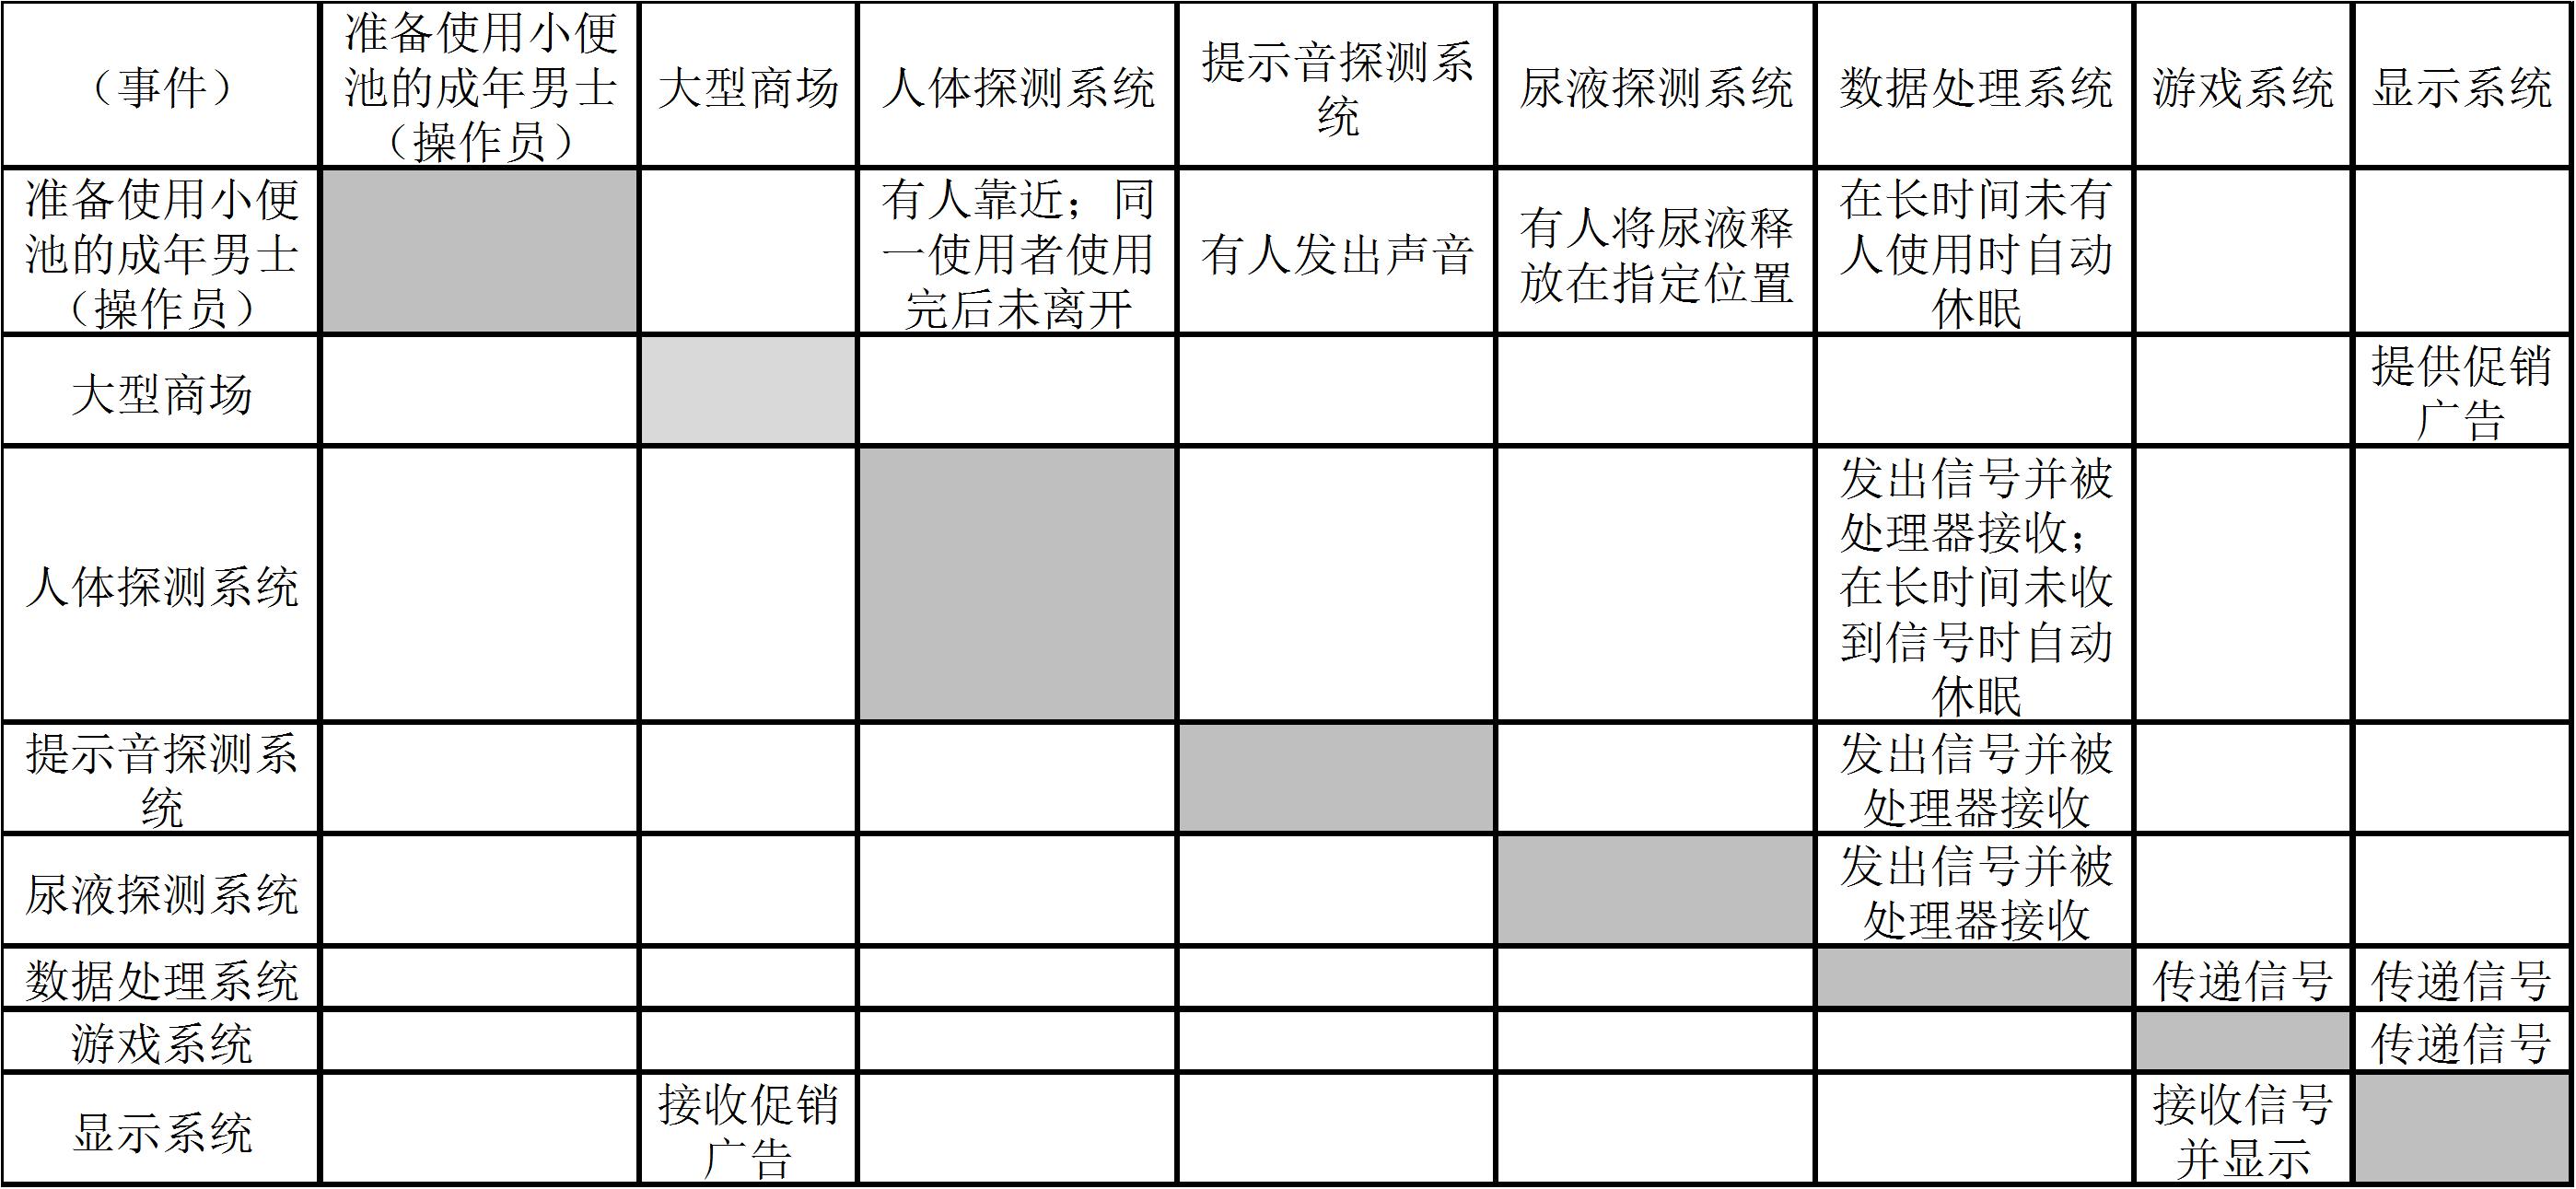 （事件）
准备使用小便
池的成年男士
（操作员）
大型商场
人体探测系统
提示音探测系
统
尿液探测系统
数据处理系统
游戏系统
显示系统
准备使用小便
池的成年男士
（操作员）
有人靠近；同
一使用者使用
完后未离开
有人发出声音
有人将尿液释
放在指定位置
在长时间未有
人使用时自动
休眠
大型商场
提供促销
广告
人体探测系统
发出信号并被
处理器接收；
在长时间未收
到信号时自动
休眠
提示音探测系
统
发出信号并被
处理器接收
尿液探测系统
发出信号并被
处理器接收
数据处理系统
传递信号
传递信号
游戏系统
传递信号
显示系统
接收促销
广告
接收信号
并显示